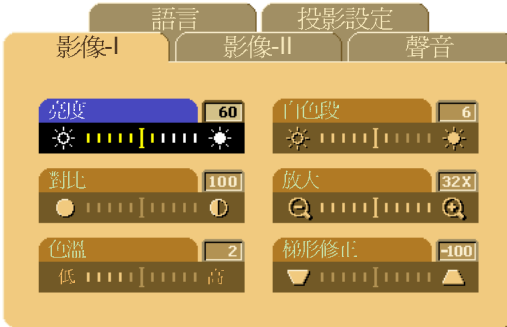 語言 投影設定
影像-I 影像-II 聲音
亮度 60 白色段 6
對比 100 放大 32X
色溫 2 梯形修正 -100
低 高